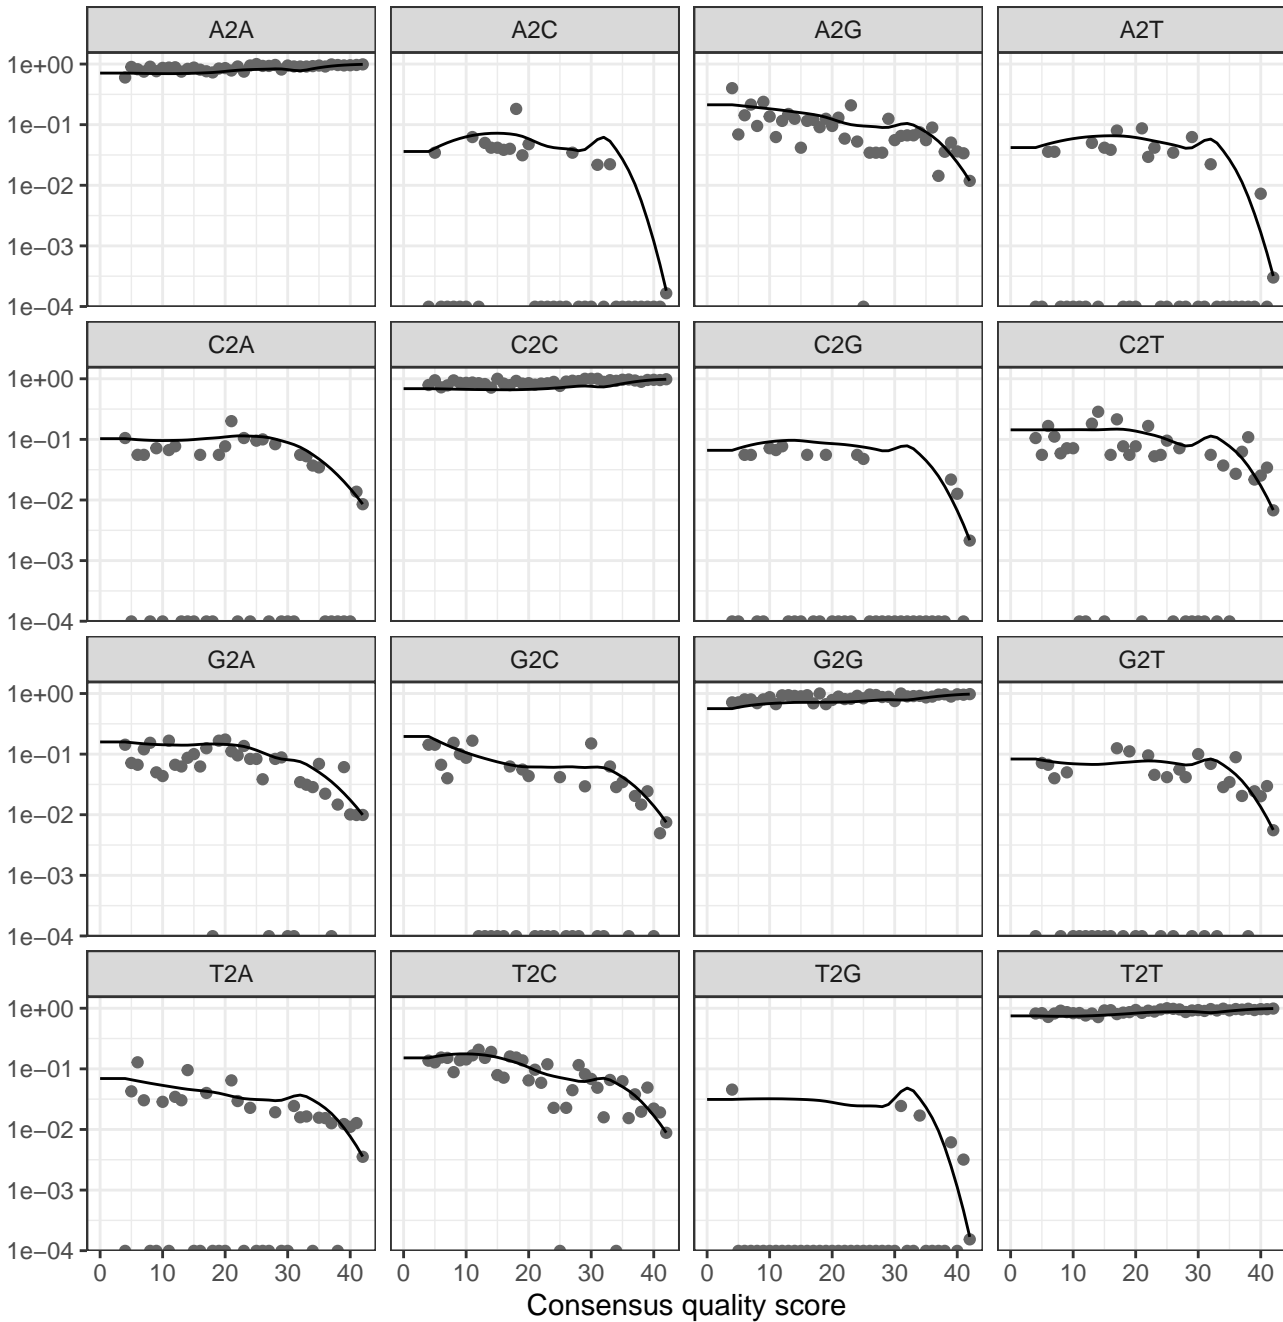 A2A A2C A2G A2T
1e+00
1e−01
1e−02
1e−03
1e−04
C2A C2C C2G C2T
1e+00
1e−01
1e−02
1e−03
1e−04
G2A G2C G2G G2T
1e+00
1e−01
1e−02
1e−03
1e−04
T2A T2C T2G T2T
1e+00
1e−01
1e−02
1e−03
1e−04
0 10 20 30 40 0 10 20 30 40 0 10 20 30 40 0 10 20 30 40
Consensus quality score